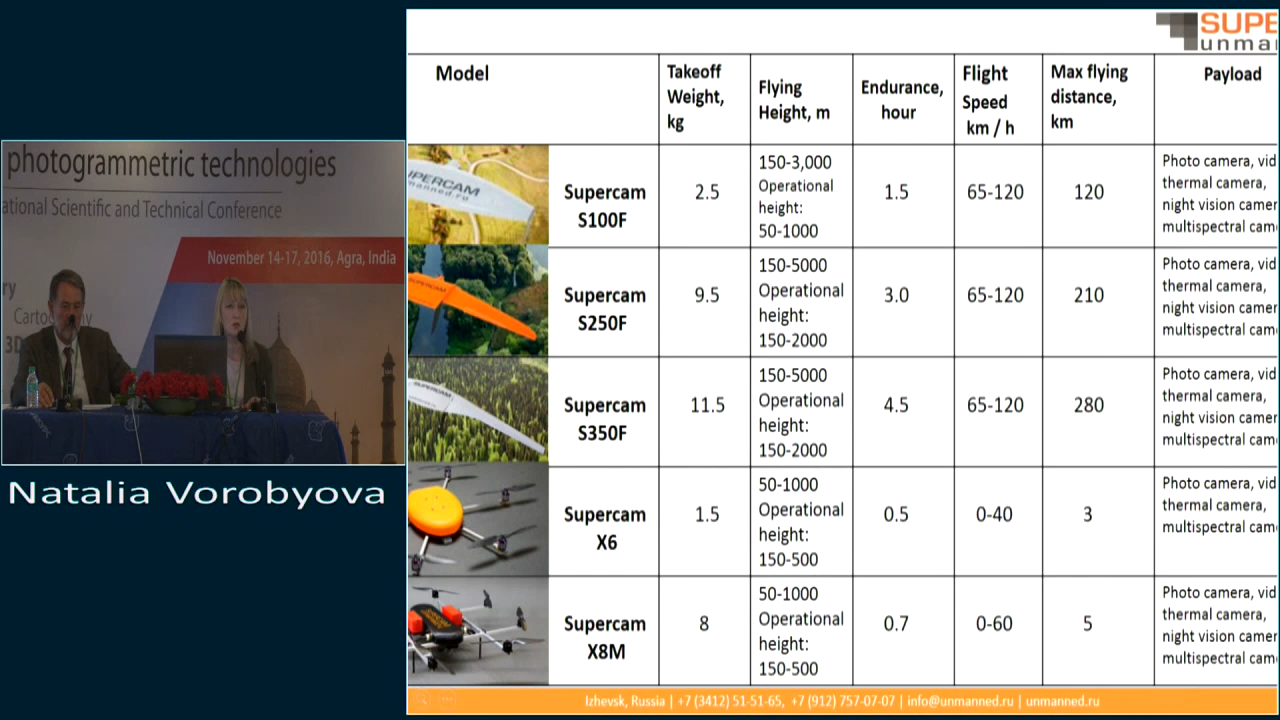 photogrammetric technologies
ational Scientific and Technical Conference
November 14-17, 2016, Agra, India
ry
3D
Natalia Vorobyova
SUPE
unma
Model
Takeoff
Weight,
kg
Flying
Height, m
Endurance,
hour
Flight
Speed
km / h
Max flying
distance,
km
Payload
UPERCAM
manned.ru
Supercam
S100F
2.5
150-3,000
Operational
height:
50-1000
1.5
65-120
120
Photo camera, vid
thermal camera,
night vision camer
multispectral cam
Supercam
S250F
9.5
150-5000
Operational
height:
150-2000
3.0
65-120
210
Photo camera, vid
thermal camera,
night vision camer
multispectral cam
SUPERCAM
Supercam
S350F
11.5
150-5000
Operational
height:
150-2000
4.5
65-120
280
Photo camera, vid
thermal camera,
night vision camer
multispectral cam
Supercam
X6
1.5
50-1000
Operational
height:
150-500
0.5
0-40
3
Photo camera, vid
thermal camera,
multispectral cam
Supercam
X8M
8
50-1000
Operational
height:
150-500
0.7
0-60
5
Photo camera, vid
thermal camera,
night vision camer
multispectral cam
Izhevsk, Russia | +7 (3412) 51-51-65, +7 (912) 757-07-07 | info@unmanned.ru | unmanned.ru